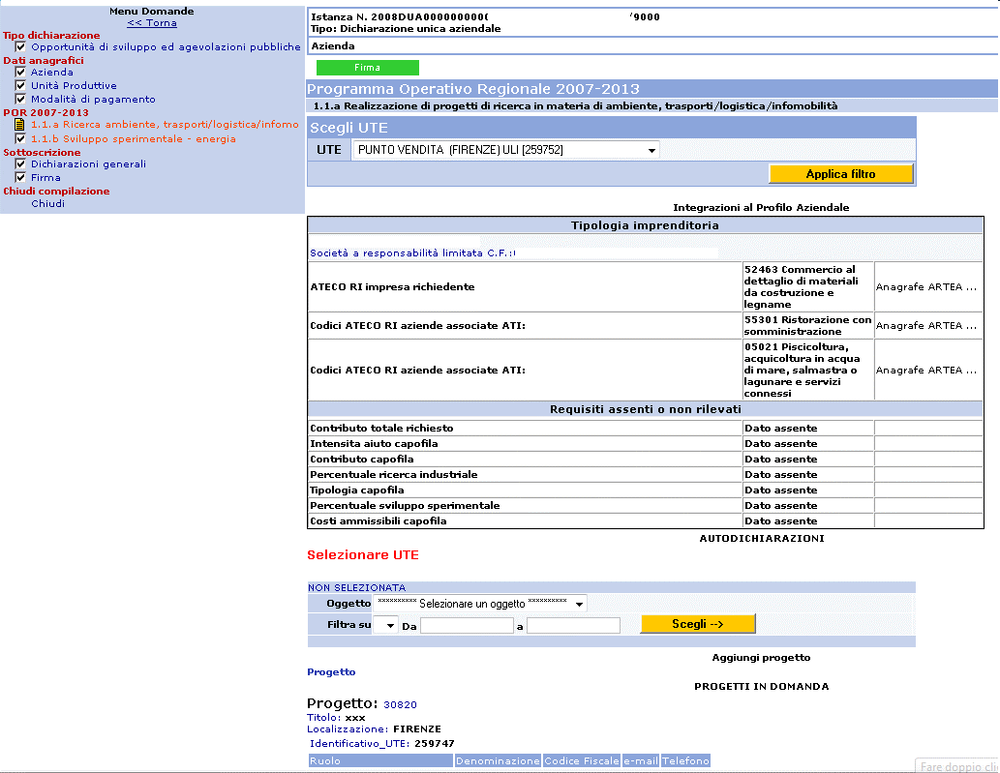 Menu Domande
<< Torna
Tipo dichiarazione
Opportunità di sviluppo ed agevolazioni pubbliche
Dati anagrafici
Azienda
Unità Produttive
Modalità di pagamento
POR 2007-2013
1.1.a Ricerca ambiente, trasporti/logistica/infomo
1.1.b Sviluppo sperimentale - energia
Sottoscrizione
Dichiarazioni generali
Firma
Chiudi compilazione
Chiudi
Istanza N. 2008DUA000000000 /9000
Tipo: Dichiarazione unica aziendale
Azienda
Firma
Programma Operativo Regionale 2007-2013
1.1.a Realizzazione di progetti di ricerca in materia di ambiente, trasporti/logistica/infomobilità
Scegli UTE
UTE PUNTO VENDITA (FIRENZE) ULI [259752]
Applica filtro
Integrazioni al Profilo Aziendale
Tipologia imprenditoria
Società a responsabilità limitata C.F.:
ATECO RI impresa richiedente
52463 Commercio al
dettaglio di materiali
da costruzione e
legname
Anagrafe ARTEA ...
Codici ATECO RI aziende associate ATI:
55301 Ristorazione con
somministrazione
Anagrafe ARTEA ...
Codici ATECO RI aziende associate ATI:
05021 Piscicoltura,
acquicoltura in acqua
di mare, salmastra o
lagunare e servizi
connessi
Anagrafe ARTEA ...
Requisiti assenti o non rilevati
Contributo totale richiesto Dato assente
Intensita aiuto capofila Dato assente
Contributo capofila Dato assente
Percentuale ricerca industriale Dato assente
Tipologia capofila Dato assente
Percentuale sviluppo sperimentale Dato assente
Costi ammissibili capofila Dato assente
AUTODICHIARAZIONI
Selezionare UTE
NON SELEZIONATA
Oggetto ********* Selezionare un oggetto *********
Filtra su Da a Scegli -->
Aggiungi progetto
Progetto
PROGETTI IN DOMANDA
Progetto: 30820
Titolo: xxx
Localizzazione: FIRENZE
Identificativo_UTE: 259747
Ruolo Denominazione Codice Fiscale e-mail Telefono
Fare doppio cli